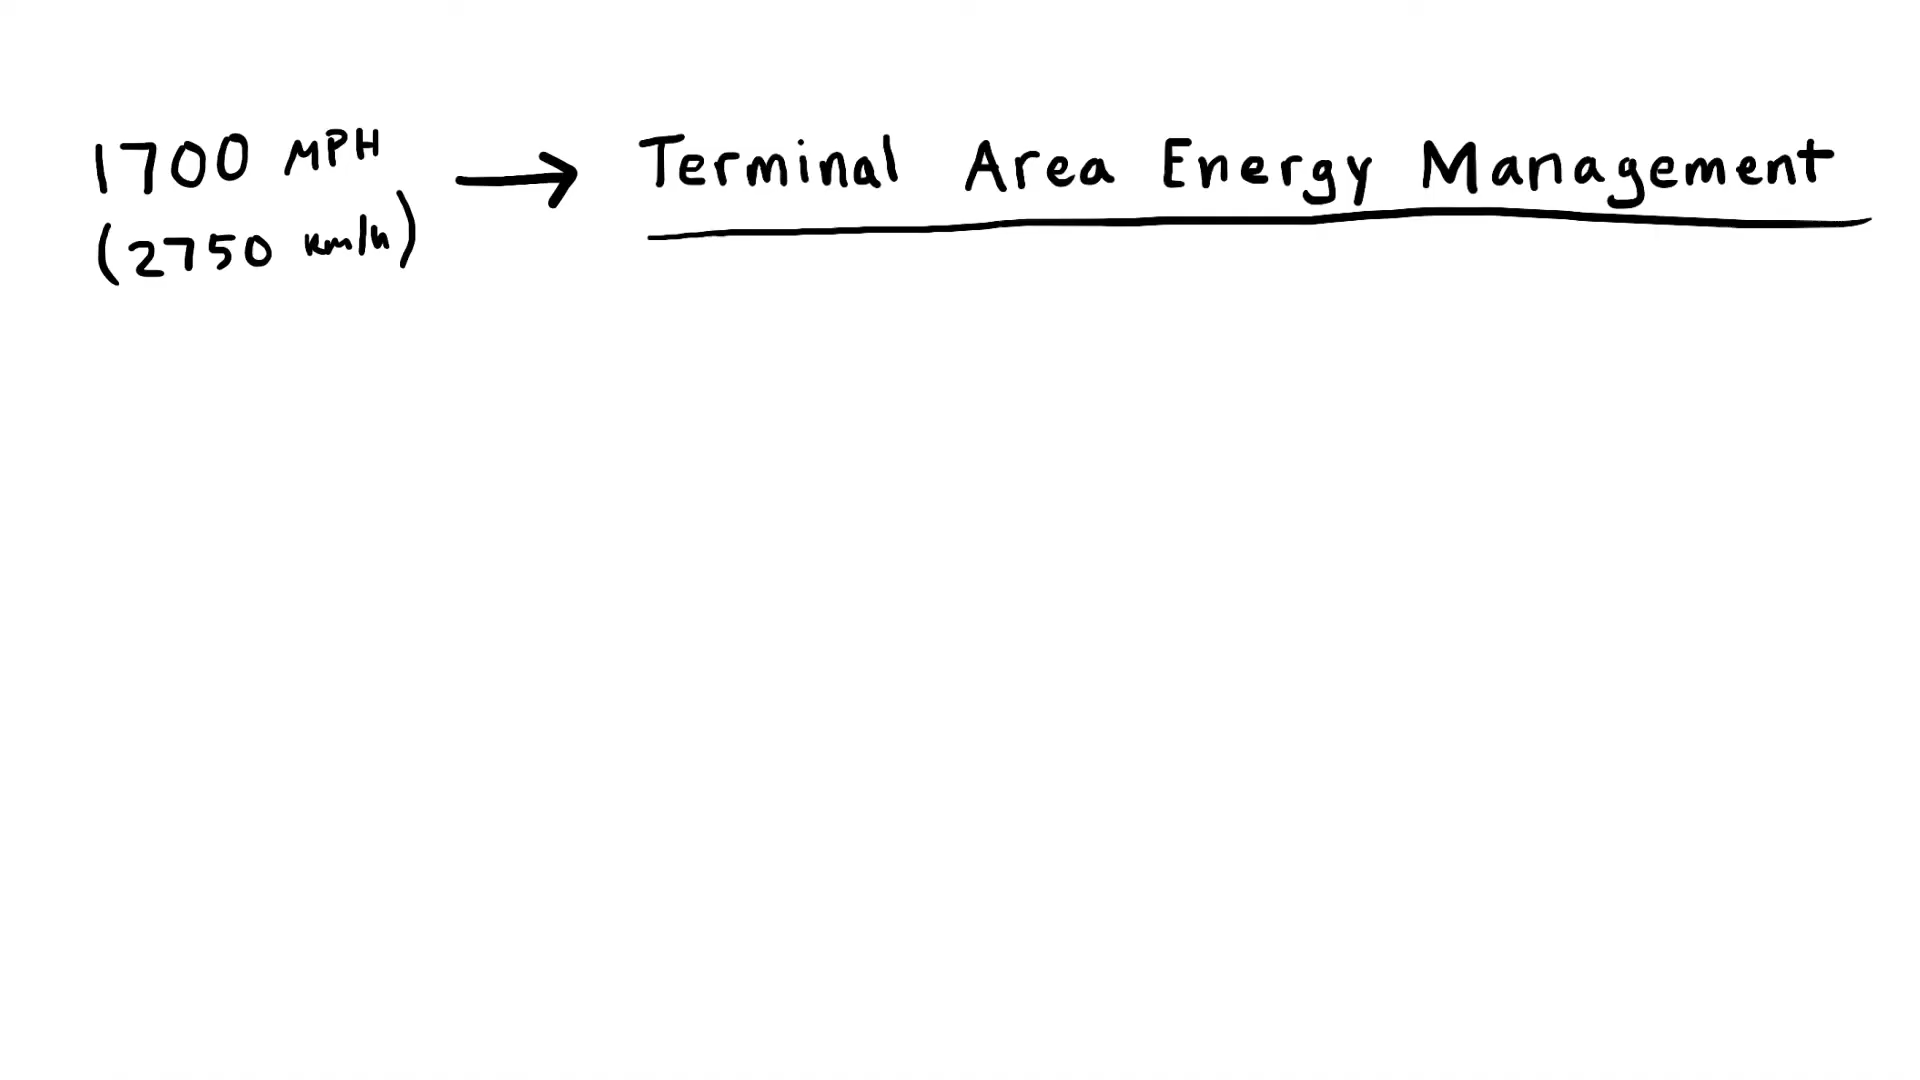 1700 MPH → Terminal Area Energy Management
(2750 km/h)